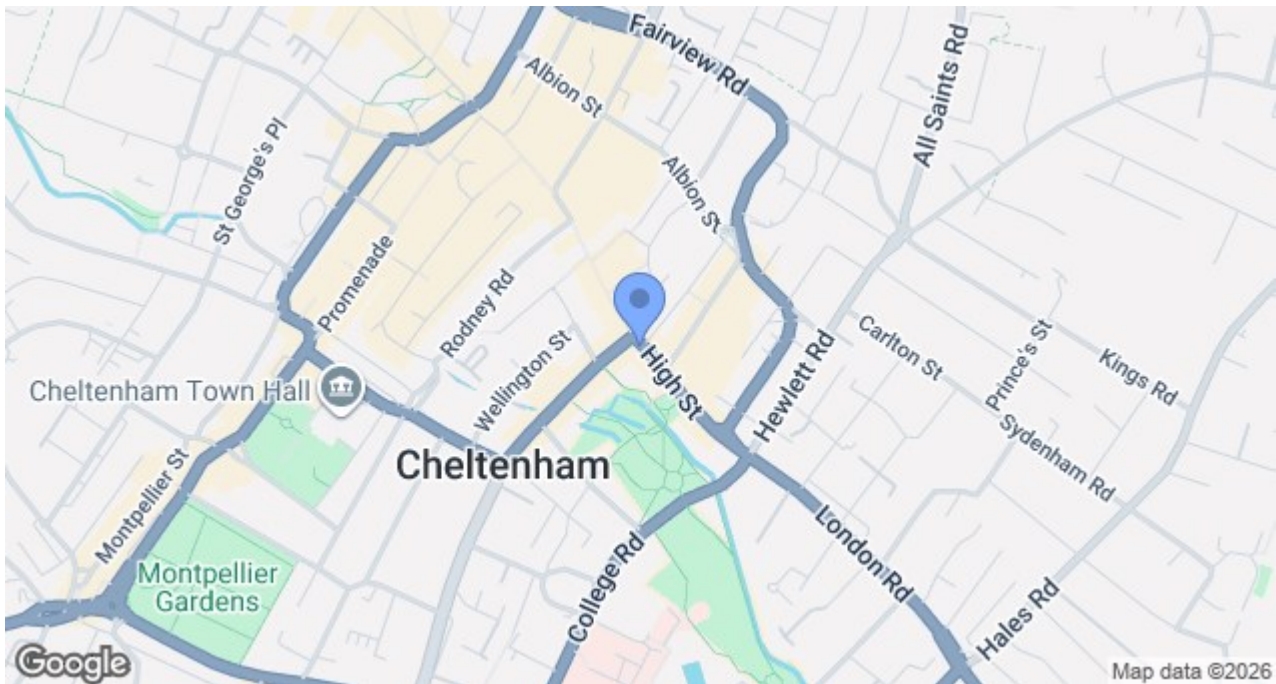 Fairview Rd
Albion St
All Saints Rd
St George's Pl
Albion St
Promenade
Rodney Rd
Wellington St
High St
Hewlett Rd
Carlton St
Prince's St
Kings Rd
Cheltenham Town Hall
Sydenham Rd
Cheltenham
Montpellier St
London Rd
Montpellier
Gardens
College Rd
Hales Rd
Google
Map data ©2026